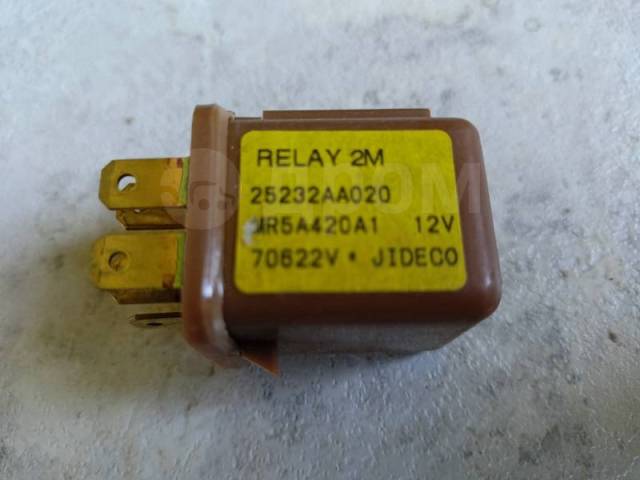 RELAY 2M
25232AA020
MR5A420A1 12V
70622V • JIDECO